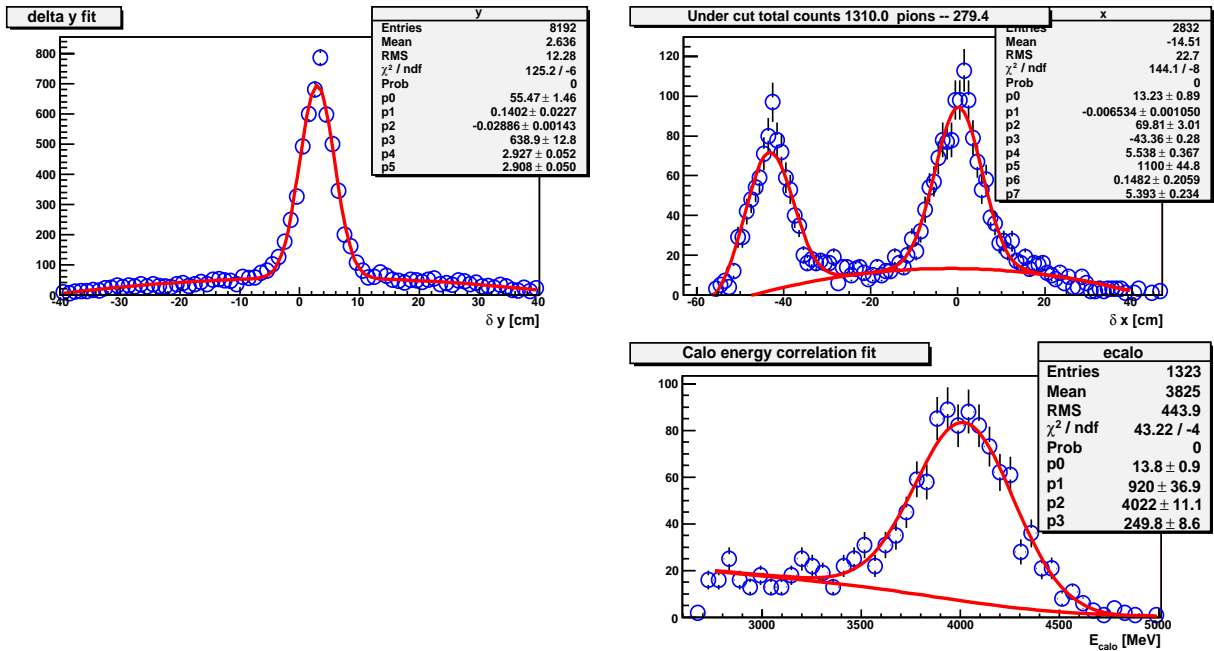 delta y fit
y
Entries 8192
Mean 2.636
RMS 12.28
χ² / ndf 125.2 / -6
Prob 0
p0 55.47 ± 1.46
p1 0.1402 ± 0.0227
p2 -0.02886 ± 0.00143
p3 638.9 ± 12.8
p4 2.927 ± 0.052
p5 2.908 ± 0.050
800
700
600
500
400
300
200
100
0
-40 -30 -20 -10 0 10 20 30 40
δ y [cm]
Under cut total counts 1310.0 pions -- 279.4
x
Entries 2832
Mean -14.51
RMS 22.7
χ² / ndf 144.1 / -8
Prob 0
p0 13.23 ± 0.89
p1 -0.006534 ± 0.001050
p2 69.81 ± 3.01
p3 -43.36 ± 0.28
p4 5.538 ± 0.367
p5 1100 ± 44.8
p6 0.1482 ± 0.2059
p7 5.393 ± 0.234
120
100
80
60
40
20
0
-60 -40 -20 0 20 40
δ x [cm]
Calo energy correlation fit
ecalo
Entries 1323
Mean 3825
RMS 443.9
χ² / ndf 43.22 / -4
Prob 0
p0 13.8 ± 0.9
p1 920 ± 36.9
p2 4022 ± 11.1
p3 249.8 ± 8.6
100
80
60
40
20
0
3000 3500 4000 4500 5000
E_calo [MeV]